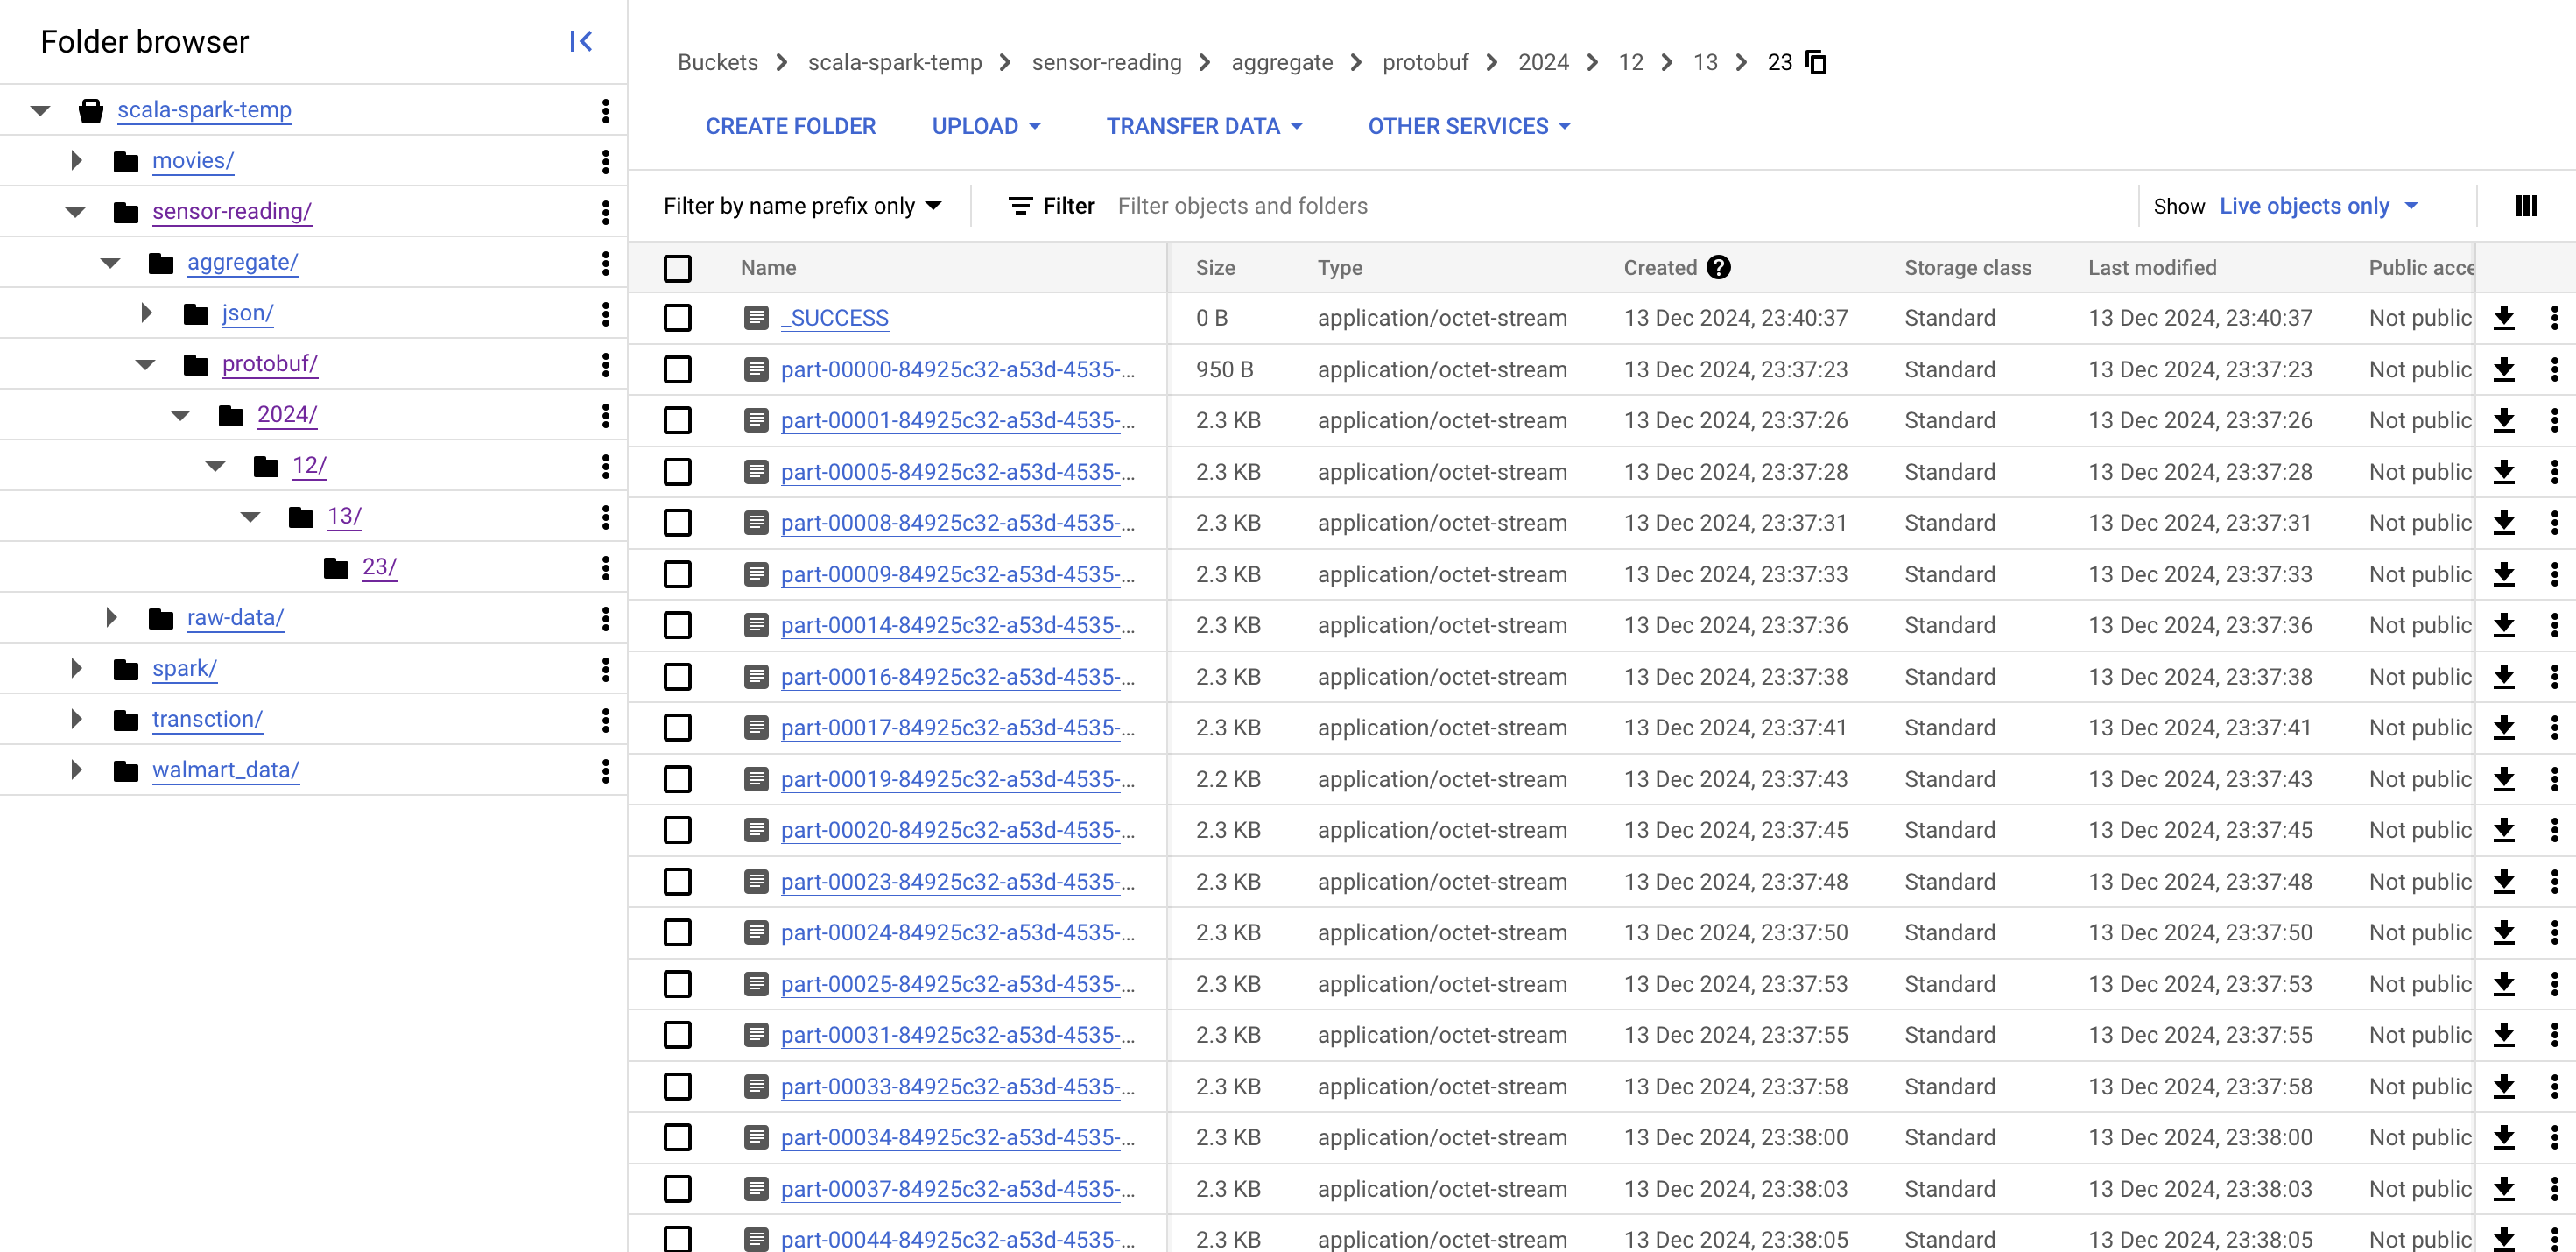 Folder browser
scala-spark-temp
movies/
sensor-reading/
aggregate/
json/
protobuf/
2024/
12/
13/
23/
raw-data/
spark/
transction/
walmart_data/
Buckets scala-spark-temp sensor-reading aggregate protobuf 2024 12 13 23
CREATE FOLDER UPLOAD TRANSFER DATA OTHER SERVICES
Filter by name prefix only Filter Filter objects and folders Show Live objects only
Name Size Type Created Storage class Last modified Public acce
_SUCCESS 0 B application/octet-stream 13 Dec 2024, 23:40:37 Standard 13 Dec 2024, 23:40:37 Not public
part-00000-84925c32-a53d-4535-... 950 B application/octet-stream 13 Dec 2024, 23:37:23 Standard 13 Dec 2024, 23:37:23 Not public
part-00001-84925c32-a53d-4535-... 2.3 KB application/octet-stream 13 Dec 2024, 23:37:26 Standard 13 Dec 2024, 23:37:26 Not public
part-00005-84925c32-a53d-4535-... 2.3 KB application/octet-stream 13 Dec 2024, 23:37:28 Standard 13 Dec 2024, 23:37:28 Not public
part-00008-84925c32-a53d-4535-... 2.3 KB application/octet-stream 13 Dec 2024, 23:37:31 Standard 13 Dec 2024, 23:37:31 Not public
part-00009-84925c32-a53d-4535-... 2.3 KB application/octet-stream 13 Dec 2024, 23:37:33 Standard 13 Dec 2024, 23:37:33 Not public
part-00014-84925c32-a53d-4535-... 2.3 KB application/octet-stream 13 Dec 2024, 23:37:36 Standard 13 Dec 2024, 23:37:36 Not public
part-00016-84925c32-a53d-4535-... 2.3 KB application/octet-stream 13 Dec 2024, 23:37:38 Standard 13 Dec 2024, 23:37:38 Not public
part-00017-84925c32-a53d-4535-... 2.3 KB application/octet-stream 13 Dec 2024, 23:37:41 Standard 13 Dec 2024, 23:37:41 Not public
part-00019-84925c32-a53d-4535-... 2.2 KB application/octet-stream 13 Dec 2024, 23:37:43 Standard 13 Dec 2024, 23:37:43 Not public
part-00020-84925c32-a53d-4535-... 2.3 KB application/octet-stream 13 Dec 2024, 23:37:45 Standard 13 Dec 2024, 23:37:45 Not public
part-00023-84925c32-a53d-4535-... 2.3 KB application/octet-stream 13 Dec 2024, 23:37:48 Standard 13 Dec 2024, 23:37:48 Not public
part-00024-84925c32-a53d-4535-... 2.3 KB application/octet-stream 13 Dec 2024, 23:37:50 Standard 13 Dec 2024, 23:37:50 Not public
part-00025-84925c32-a53d-4535-... 2.3 KB application/octet-stream 13 Dec 2024, 23:37:53 Standard 13 Dec 2024, 23:37:53 Not public
part-00031-84925c32-a53d-4535-... 2.3 KB application/octet-stream 13 Dec 2024, 23:37:55 Standard 13 Dec 2024, 23:37:55 Not public
part-00033-84925c32-a53d-4535-... 2.3 KB application/octet-stream 13 Dec 2024, 23:37:58 Standard 13 Dec 2024, 23:37:58 Not public
part-00034-84925c32-a53d-4535-... 2.3 KB application/octet-stream 13 Dec 2024, 23:38:00 Standard 13 Dec 2024, 23:38:00 Not public
part-00037-84925c32-a53d-4535-... 2.3 KB application/octet-stream 13 Dec 2024, 23:38:03 Standard 13 Dec 2024, 23:38:03 Not public
part-00044-84925c32-a53d-4535-... 2.3 KB application/octet-stream 13 Dec 2024, 23:38:05 Standard 13 Dec 2024, 23:38:05 Not public